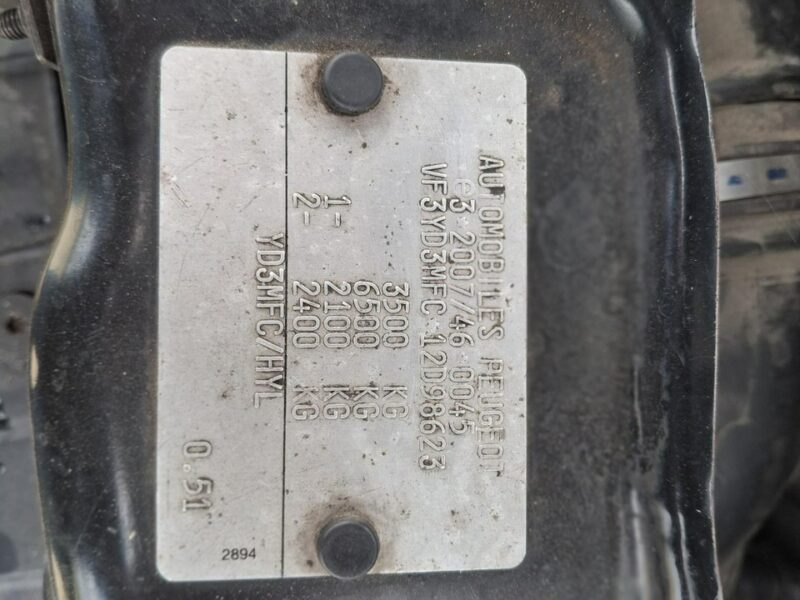 AUTOMOBILES PEUGEOT
e3*2007/46*0045
VF3YD3MFC 12D98623
3500 KG
6500 KG
1- 2100 KG
2- 2400 KG
YD3MFC/HYL
0.51
2894